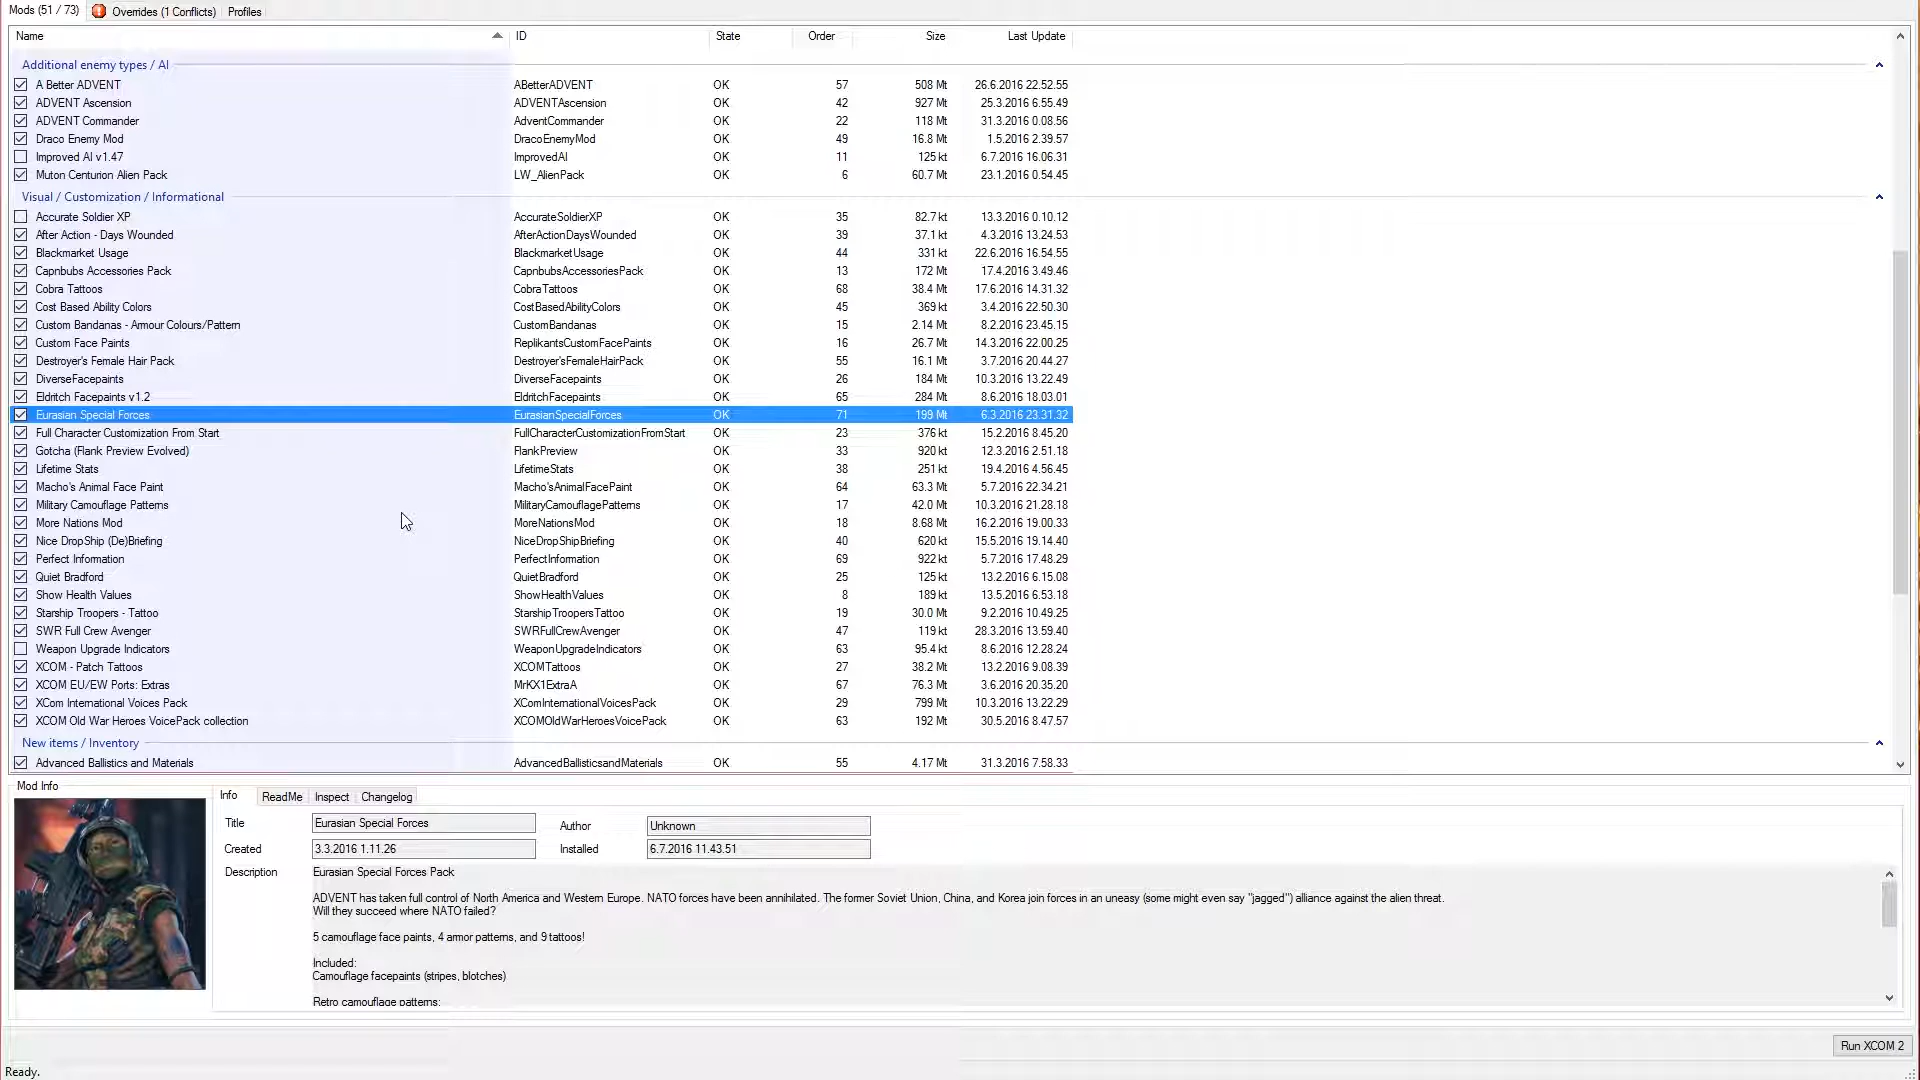 Mods (51 / 73) Overrides (1 Conflicts) Profiles
Name ID State Order Size Last Update
Additional enemy types / AI
A Better ADVENT ABetterADVENT OK 57 508 Mt 26.6.2016 22.52.55
ADVENT Ascension ADVENTAscension OK 42 927 Mt 25.3.2016 6.55.49
ADVENT Commander AdventCommander OK 22 118 Mt 31.3.2016 0.08.56
Draco Enemy Mod DracoEnemyMod OK 49 16.8 Mt 1.5.2016 2.39.57
Improved AI v1.47 ImprovedAI OK 11 125 kt 6.7.2016 16.06.31
Muton Centurion Alien Pack LW_AlienPack OK 6 60.7 Mt 23.1.2016 0.54.45
Visual / Customization / Informational
Accurate Soldier XP AccurateSoldierXP OK 35 82.7 kt 13.3.2016 0.10.12
After Action - Days Wounded AfterActionDaysWounded OK 39 37.1 kt 4.3.2016 13.24.53
Blackmarket Usage BlackmarketUsage OK 44 331 kt 22.6.2016 16.54.55
Capnbubs Accessories Pack CapnbubsAccessoriesPack OK 13 172 Mt 17.4.2016 3.49.46
Cobra Tattoos CobraTattoos OK 68 38.4 Mt 17.6.2016 14.31.32
Cost Based Ability Colors CostBasedAbilityColors OK 45 369 kt 3.4.2016 22.50.30
Custom Bandanas - Armour Colours/Pattern CustomBandanas OK 15 2.14 Mt 8.2.2016 23.45.15
Custom Face Paints ReplikantsCustomFacePaints OK 16 26.7 Mt 14.3.2016 22.00.25
Destroyer's Female Hair Pack Destroyer'sFemaleHairPack OK 55 16.1 Mt 3.7.2016 20.44.27
DiverseFacepaints DiverseFacepaints OK 26 184 Mt 10.3.2016 13.22.49
Eldritch Facepaints v1.2 EldritchFacepaints OK 65 284 Mt 8.6.2016 18.03.01
Eurasian Special Forces EurasianSpecialForces OK 71 199 Mt 6.3.2016 23.31.32
Full Character Customization From Start FullCharacterCustomizationFromStart OK 23 376 kt 15.2.2016 8.45.20
Gotcha (Flank Preview Evolved) FlankPreview OK 33 920 kt 12.3.2016 2.51.18
Lifetime Stats LifetimeStats OK 38 251 kt 19.4.2016 4.56.45
Macho's Animal Face Paint Macho'sAnimalFacePaint OK 64 63.3 Mt 5.7.2016 22.34.21
Military Camouflage Patterns MilitaryCamouflagePatterns OK 17 42.0 Mt 10.3.2016 21.28.18
More Nations Mod MoreNationsMod OK 18 8.68 Mt 16.2.2016 19.00.33
Nice DropShip (De)Briefing NiceDropShipBriefing OK 40 620 kt 15.5.2016 19.14.40
Perfect Information PerfectInformation OK 69 922 kt 5.7.2016 17.48.29
Quiet Bradford QuietBradford OK 25 125 kt 13.2.2016 6.15.08
Show Health Values ShowHealthValues OK 8 189 kt 13.5.2016 6.53.18
Starship Troopers - Tattoo StarshipTroopersTattoo OK 19 30.0 Mt 9.2.2016 10.49.25
SWR Full Crew Avenger SWRFullCrewAvenger OK 47 119 kt 28.3.2016 13.59.40
Weapon Upgrade Indicators WeaponUpgradeIndicators OK 63 95.4 kt 8.6.2016 12.28.24
XCOM - Patch Tattoos XCOMTattoos OK 27 38.2 Mt 13.2.2016 9.08.39
XCOM EU/EW Ports: Extras MrKX1ExtraA OK 67 76.3 Mt 3.6.2016 20.35.20
XCom International Voices Pack XComInternationalVoicesPack OK 29 799 Mt 10.3.2016 13.22.29
XCOM Old War Heroes VoicePack collection XCOMOldWarHeroesVoicePack OK 63 192 Mt 30.5.2016 8.47.57
New items / Inventory
Advanced Ballistics and Materials AdvancedBallisticsandMaterials OK 55 4.17 Mt 31.3.2016 7.58.33
Mod Info
Info ReadMe Inspect Changelog
Title Eurasian Special Forces Author Unknown
Created 3.3.2016 1.11.26 Installed 6.7.2016 11.43.51
Description Eurasian Special Forces Pack
ADVENT has taken full control of North America and Western Europe. NATO forces have been annihilated. The former Soviet Union, China, and Korea join forces in an uneasy (some might even say "jagged") alliance against the alien threat.
Will they succeed where NATO failed?
5 camouflage face paints, 4 armor patterns, and 9 tattoos!
Included:
Camouflage facepaints (stripes, blotches)
Retro camouflage patterns:
Run XCOM 2
Ready.